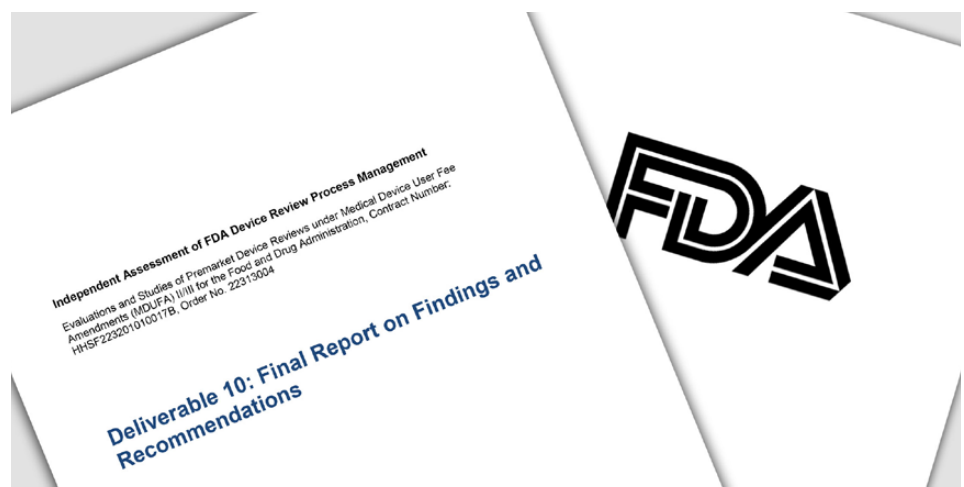 Independent Assessment of FDA Device Review Process Management
Evaluations and Studies of Premarket Device Reviews under Medical Device User Fee
Amendments (MDUFA) II/III for the Food and Drug Administration, Contract Number:
HHSF223201010017B, Order No. 22313004
Deliverable 10: Final Report on Findings and
Recommendations
FDA